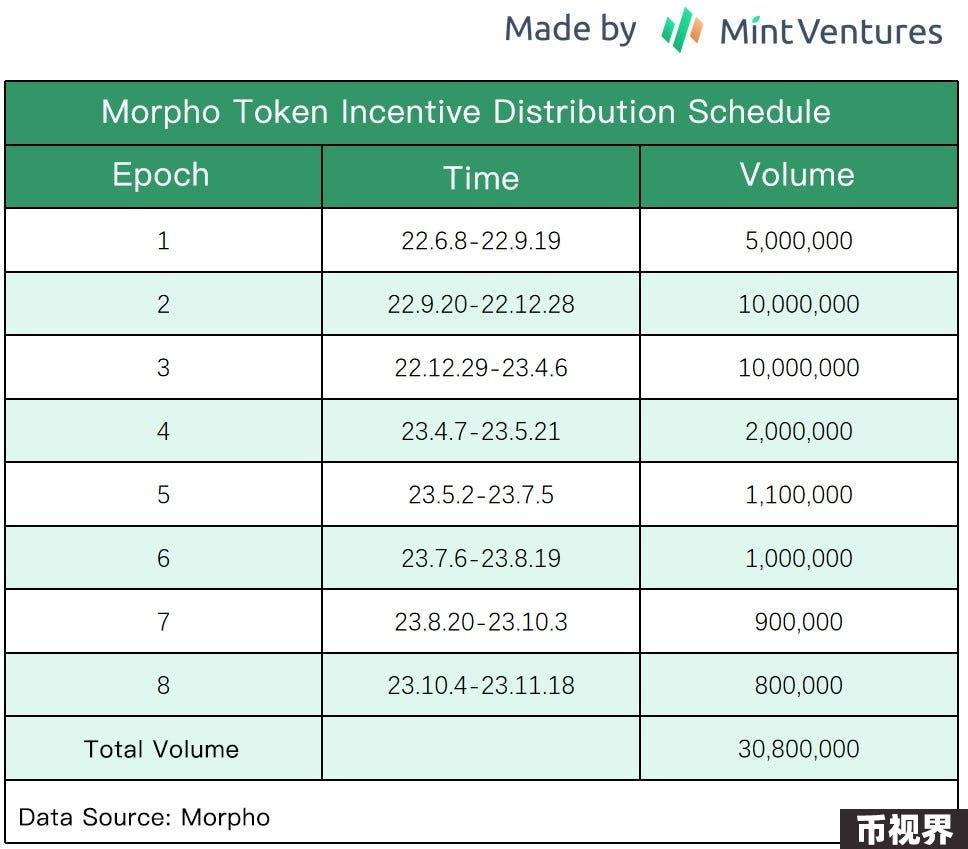 Made by MintVentures
Morpho Token Incentive Distribution Schedule
Epoch Time Volume
1 22.6.8-22.9.19 5,000,000
2 22.9.20-22.12.28 10,000,000
3 22.12.29-23.4.6 10,000,000
4 23.4.7-23.5.21 2,000,000
5 23.5.2-23.7.5 1,100,000
6 23.7.6-23.8.19 1,000,000
7 23.8.20-23.10.3 900,000
8 23.10.4-23.11.18 800,000
Total Volume 30,800,000
Data Source: Morpho
币视界